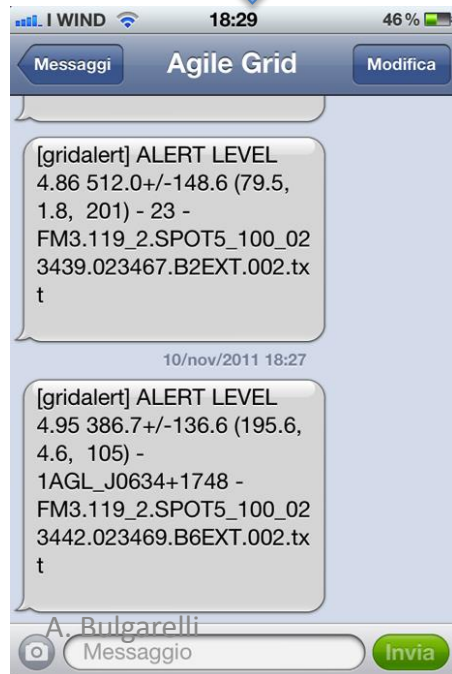 I WIND 18:29 46 %
Messaggi Agile Grid Modifica
[gridalert] ALERT LEVEL
4.86 512.0+/-148.6 (79.5,
1.8, 201) - 23 -
FM3.119_2.SPOT5_100_02
3439.023467.B2EXT.002.tx
t
10/nov/2011 18:27
[gridalert] ALERT LEVEL
4.95 386.7+/-136.6 (195.6,
4.6, 105) -
1AGL_J0634+1748 -
FM3.119_2.SPOT5_100_02
3442.023469.B6EXT.002.tx
t
A. Bulgarelli
Messaggio Invia